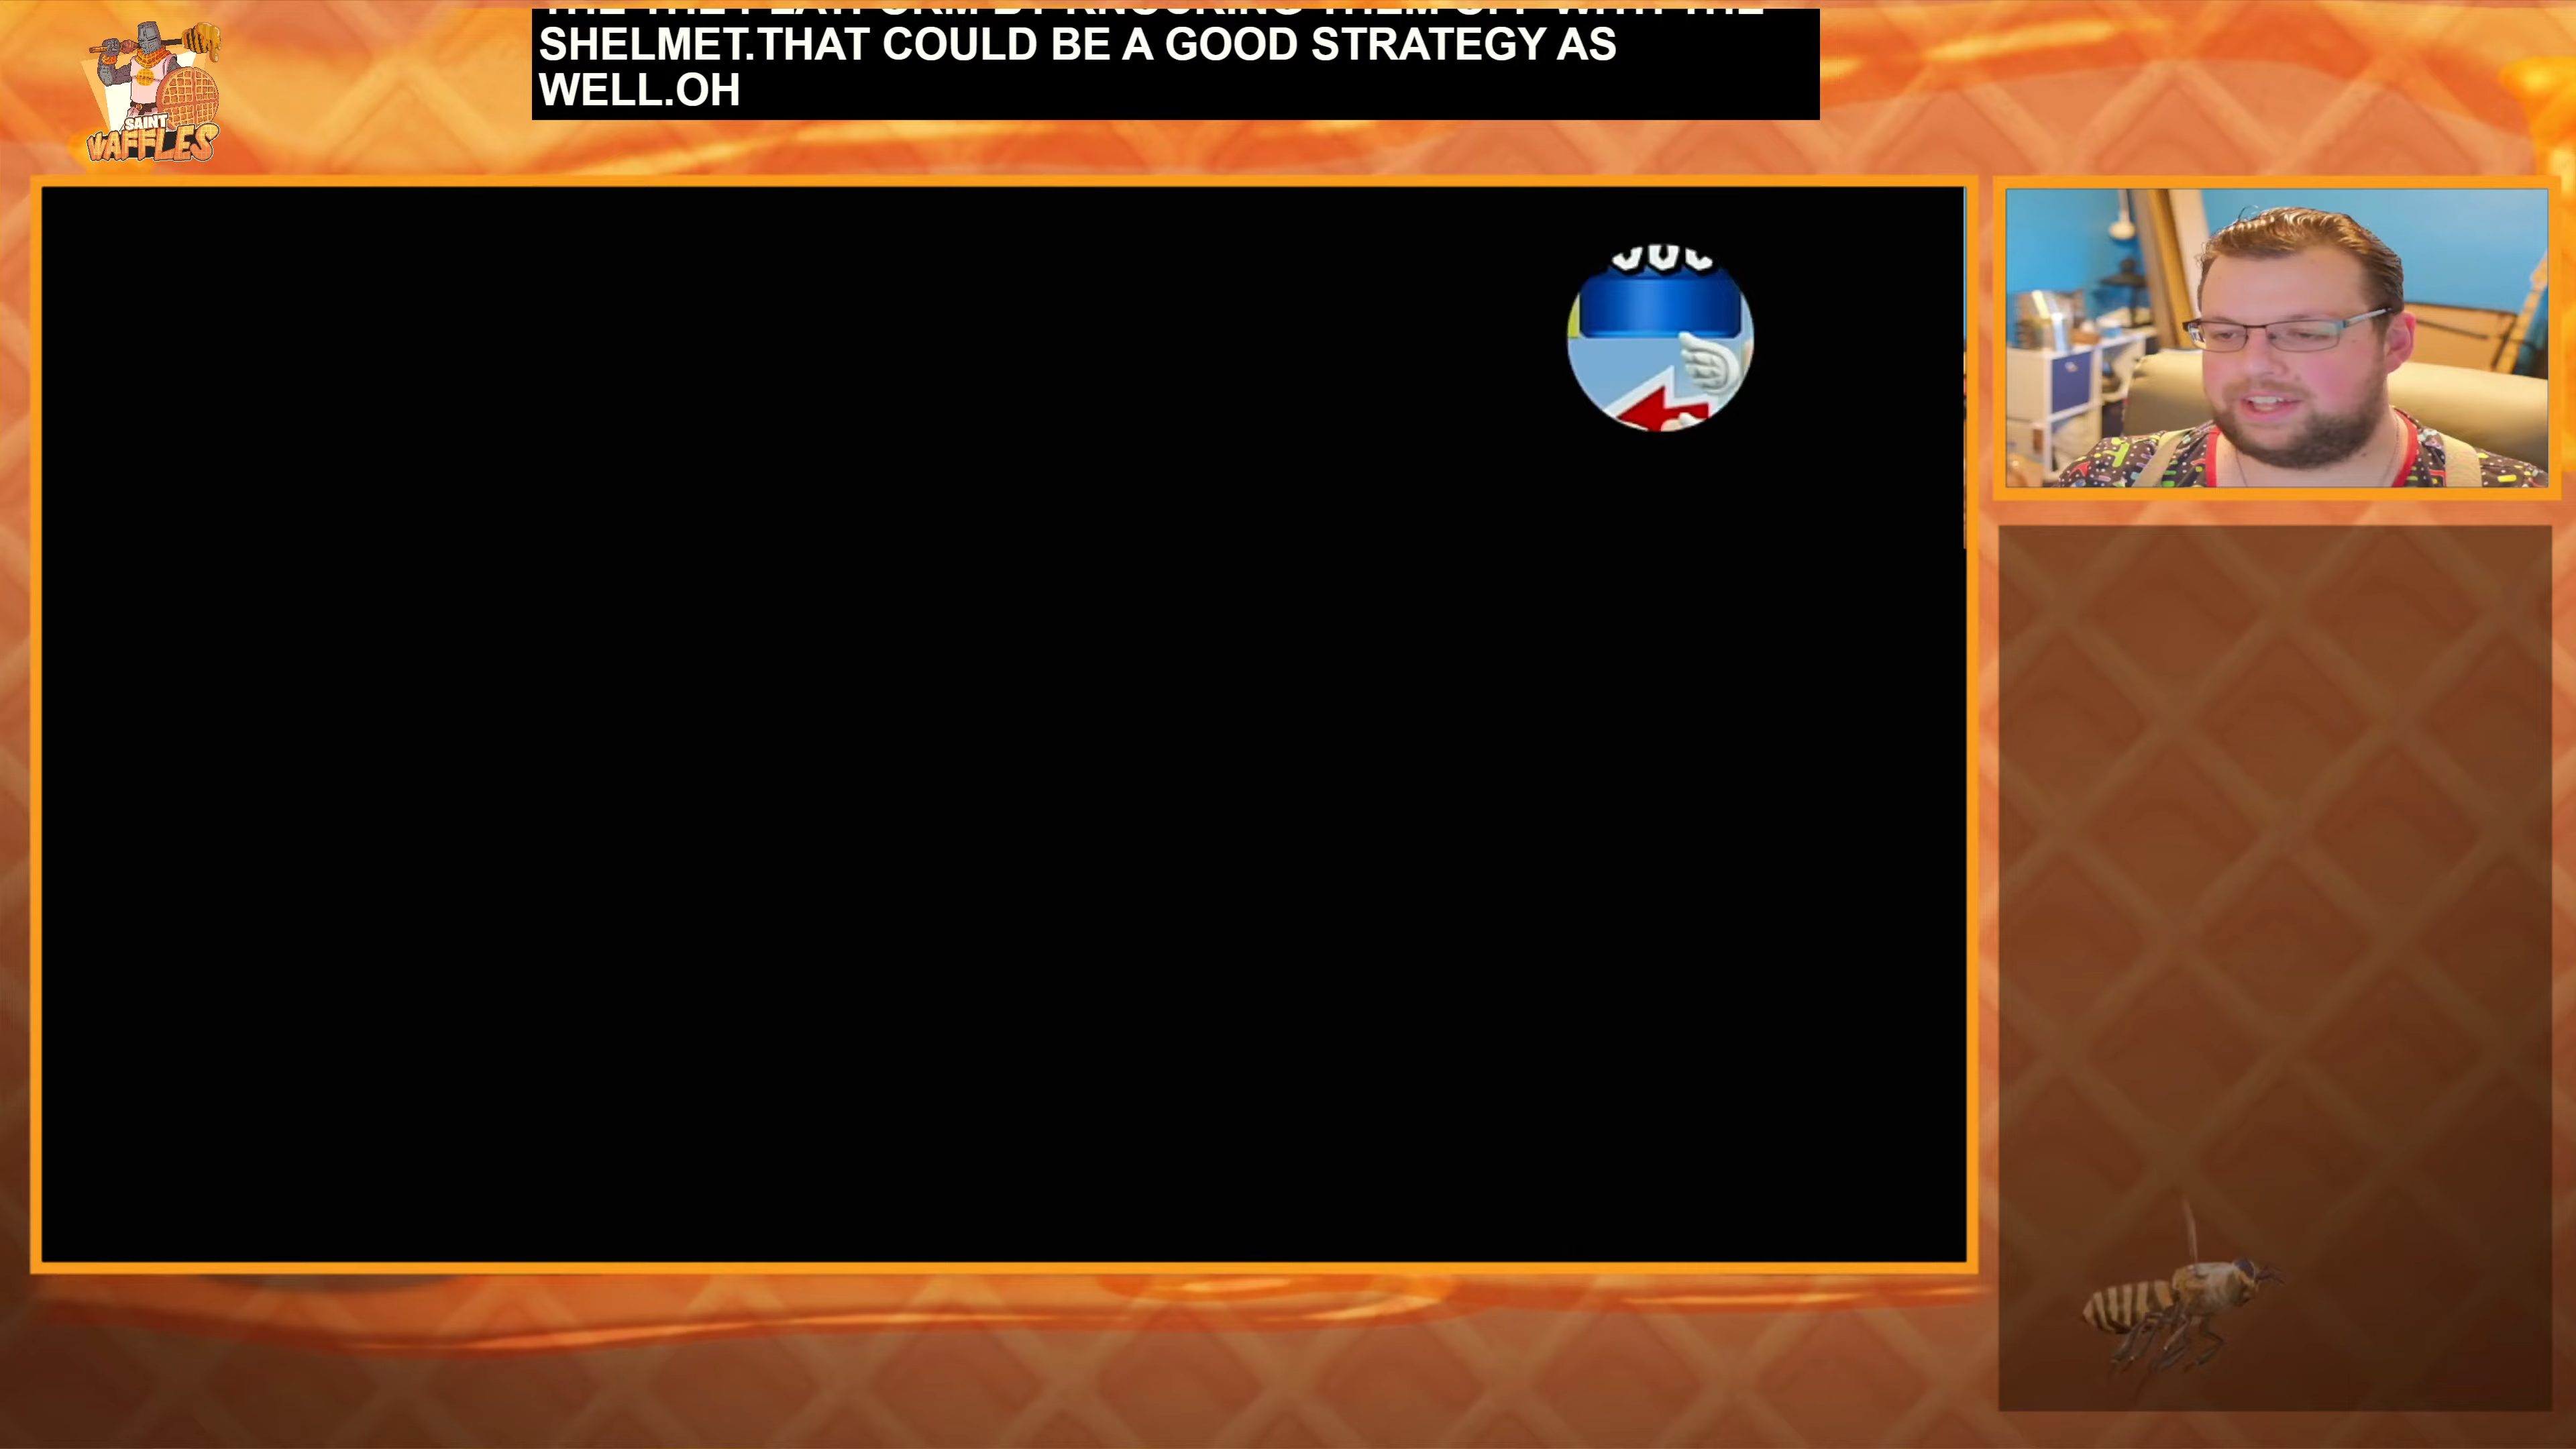 SHELMET.THAT COULD BE A GOOD STRATEGY AS
WELL.OH
SAINT
WAFFLES